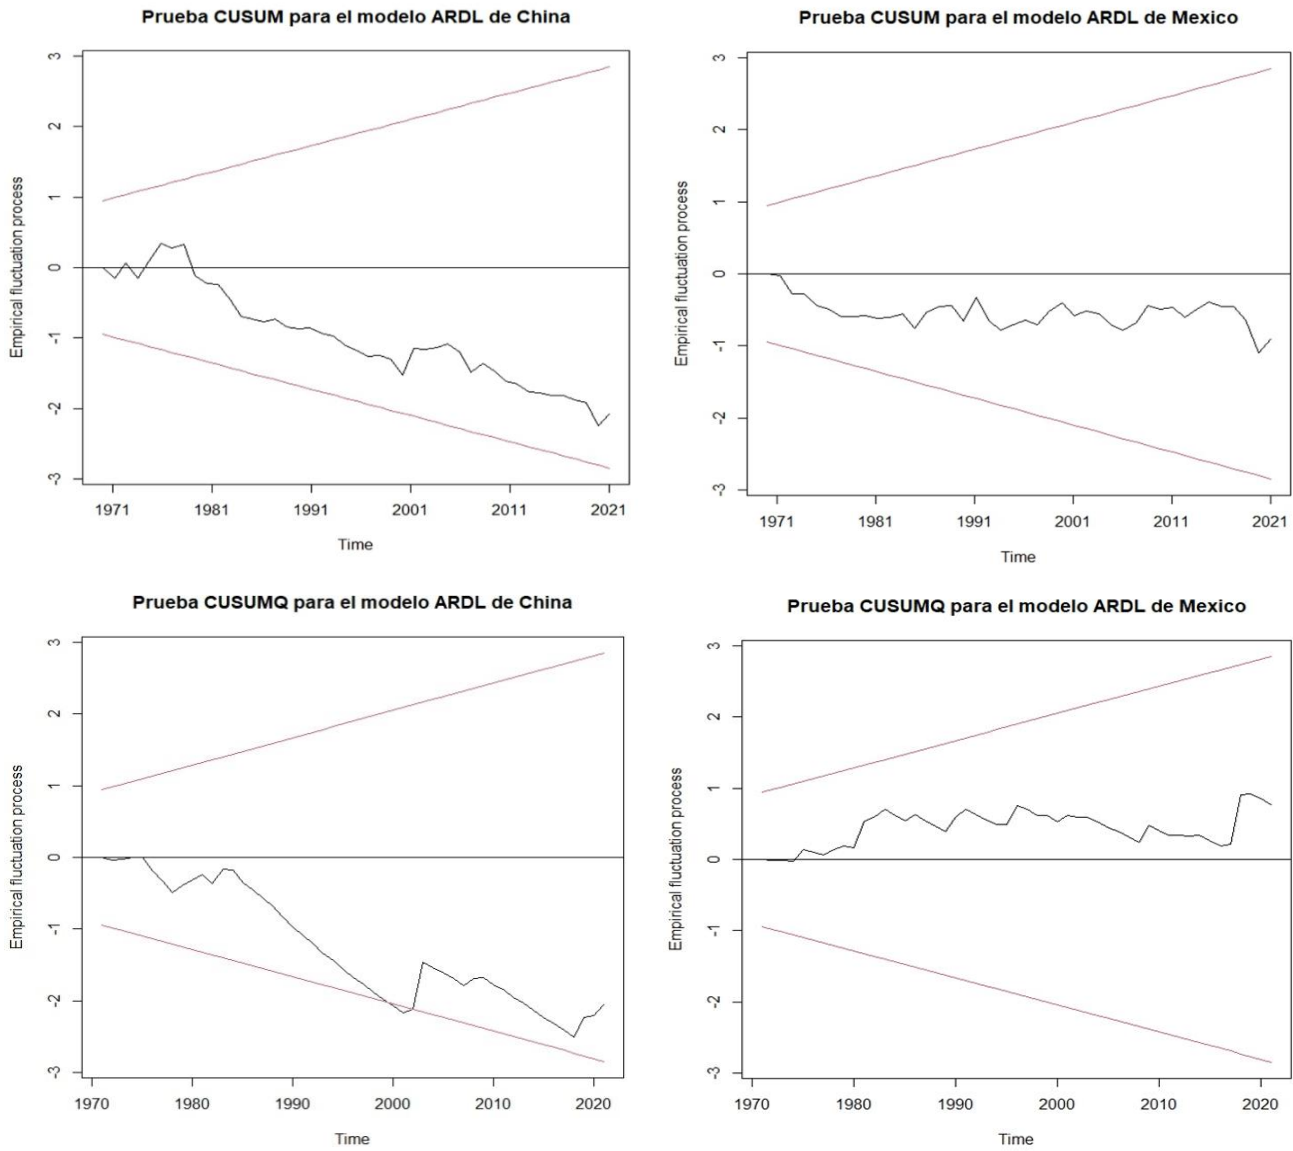 Prueba CUSUM para el modelo ARDL de China
Empirical fluctuation process
3
2
1
0
-1
-2
-3
1971 1981 1991 2001 2011 2021
Time
Prueba CUSUM para el modelo ARDL de Mexico
Empirical fluctuation process
3
2
1
0
-1
-2
-3
1971 1981 1991 2001 2011 2021
Time
Prueba CUSUMQ para el modelo ARDL de China
Empirical fluctuation process
3
2
1
0
-1
-2
-3
1970 1980 1990 2000 2010 2020
Time
Prueba CUSUMQ para el modelo ARDL de Mexico
Empirical fluctuation process
3
2
1
0
-1
-2
-3
1970 1980 1990 2000 2010 2020
Time